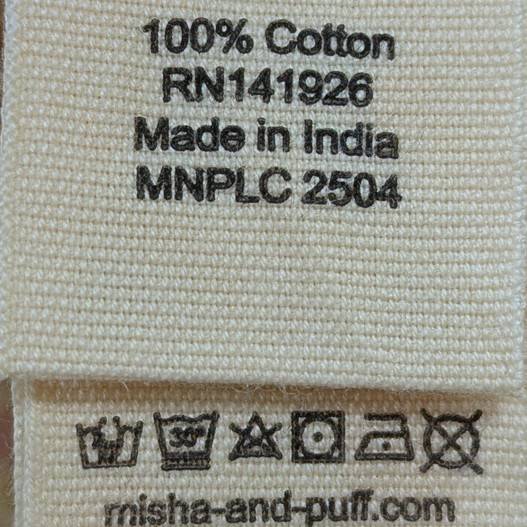 100% Cotton
RN141926
Made in India
MNPLC 2504
30°
misha-and-puff.com